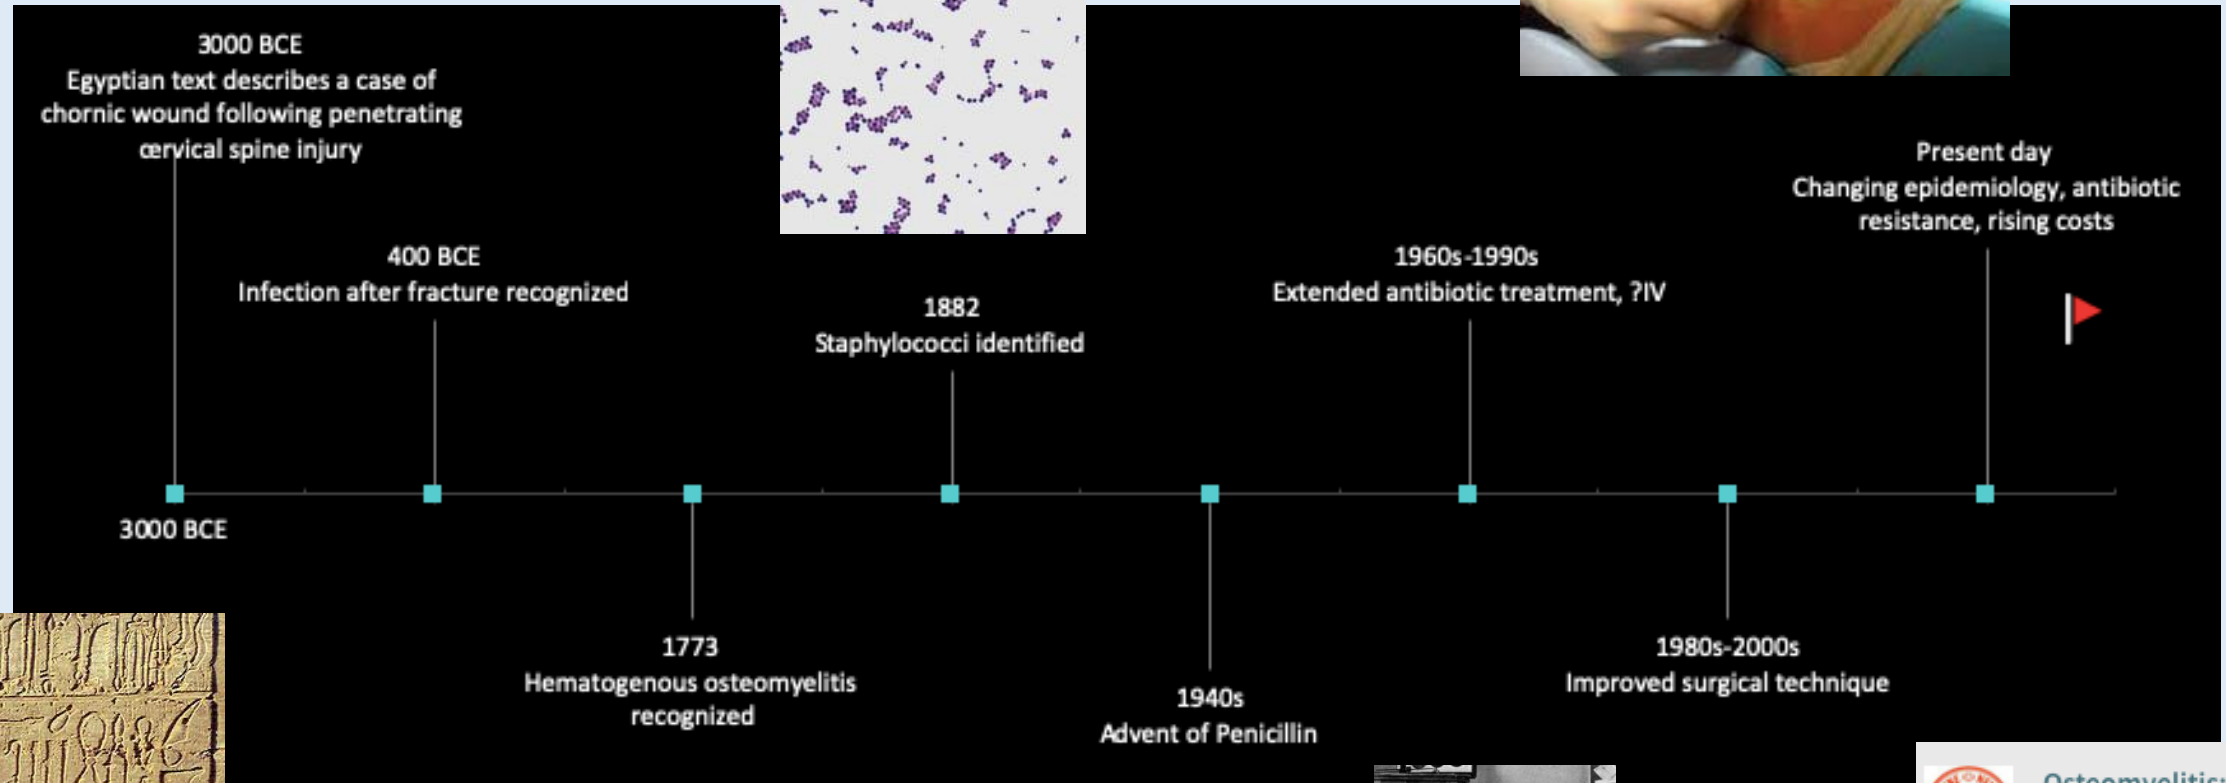 3000 BCE
Egyptian text describes a case of
chornic wound following penetrating
cervical spine injury
400 BCE
Infection after fracture recognized
1882
Staphylococci identified
1960s-1990s
Extended antibiotic treatment, ?IV
Present day
Changing epidemiology, antibiotic
resistance, rising costs
3000 BCE
1773
Hematogenous osteomyelitis
recognized
1940s
Advent of Penicillin
1980s-2000s
Improved surgical technique